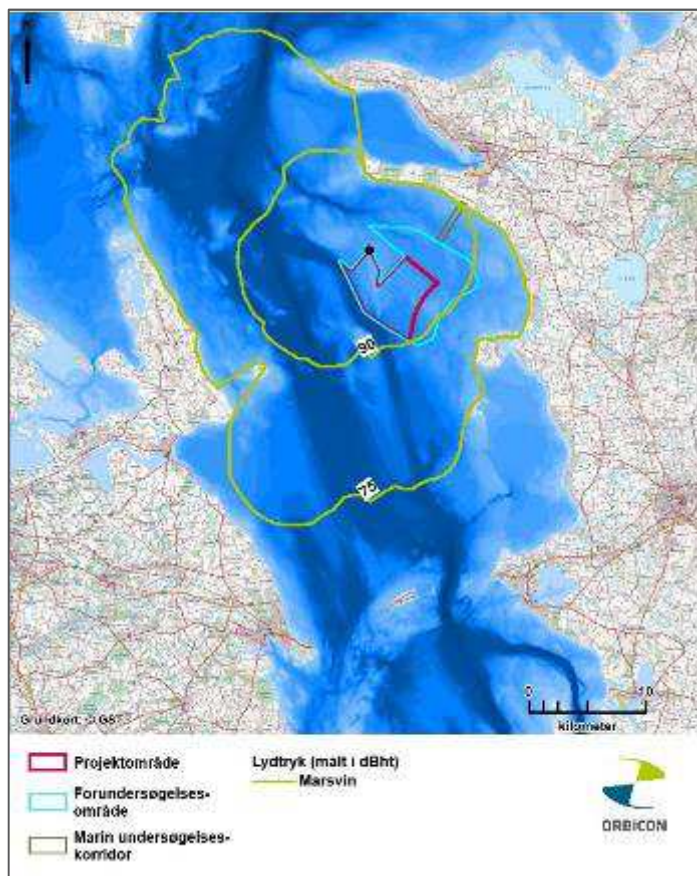 90
75
0 10
kilometer
Grundkort: © GST
Projektområde
Forundersøgelses-
område
Marin undersøgelses-
korridor
Lydtryk (målt i dBht)
Marsvin
ORBICON